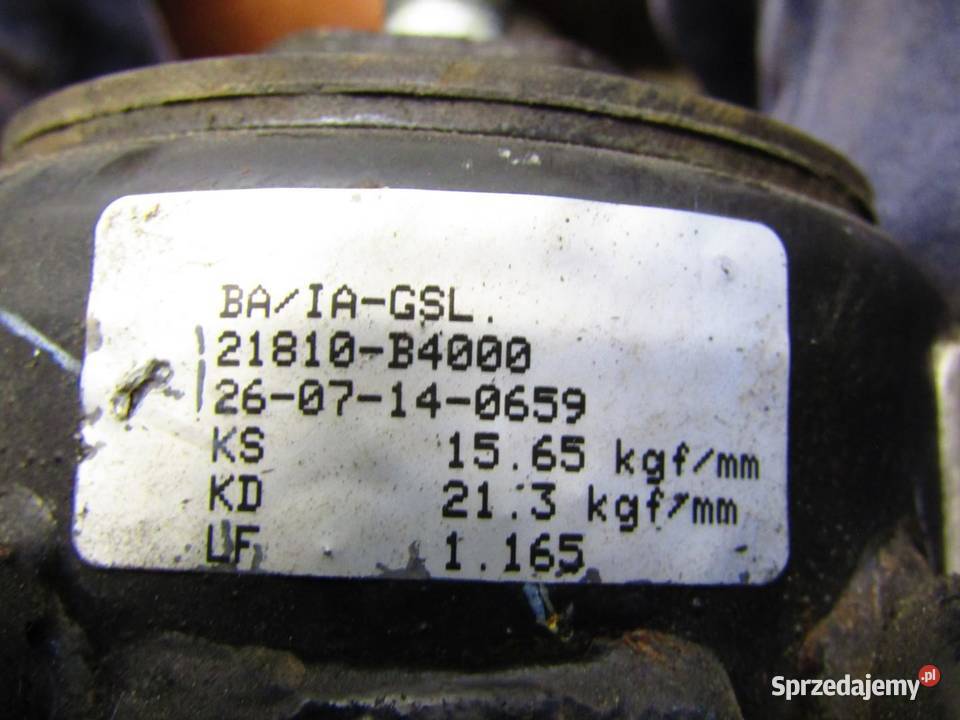 BA/IA-GSL.
21810-B4000
26-07-14-0659
KS 15.65 kgf/mm
KD 21.3 kgf/mm
LF 1.165
Sprzedajemy.pl